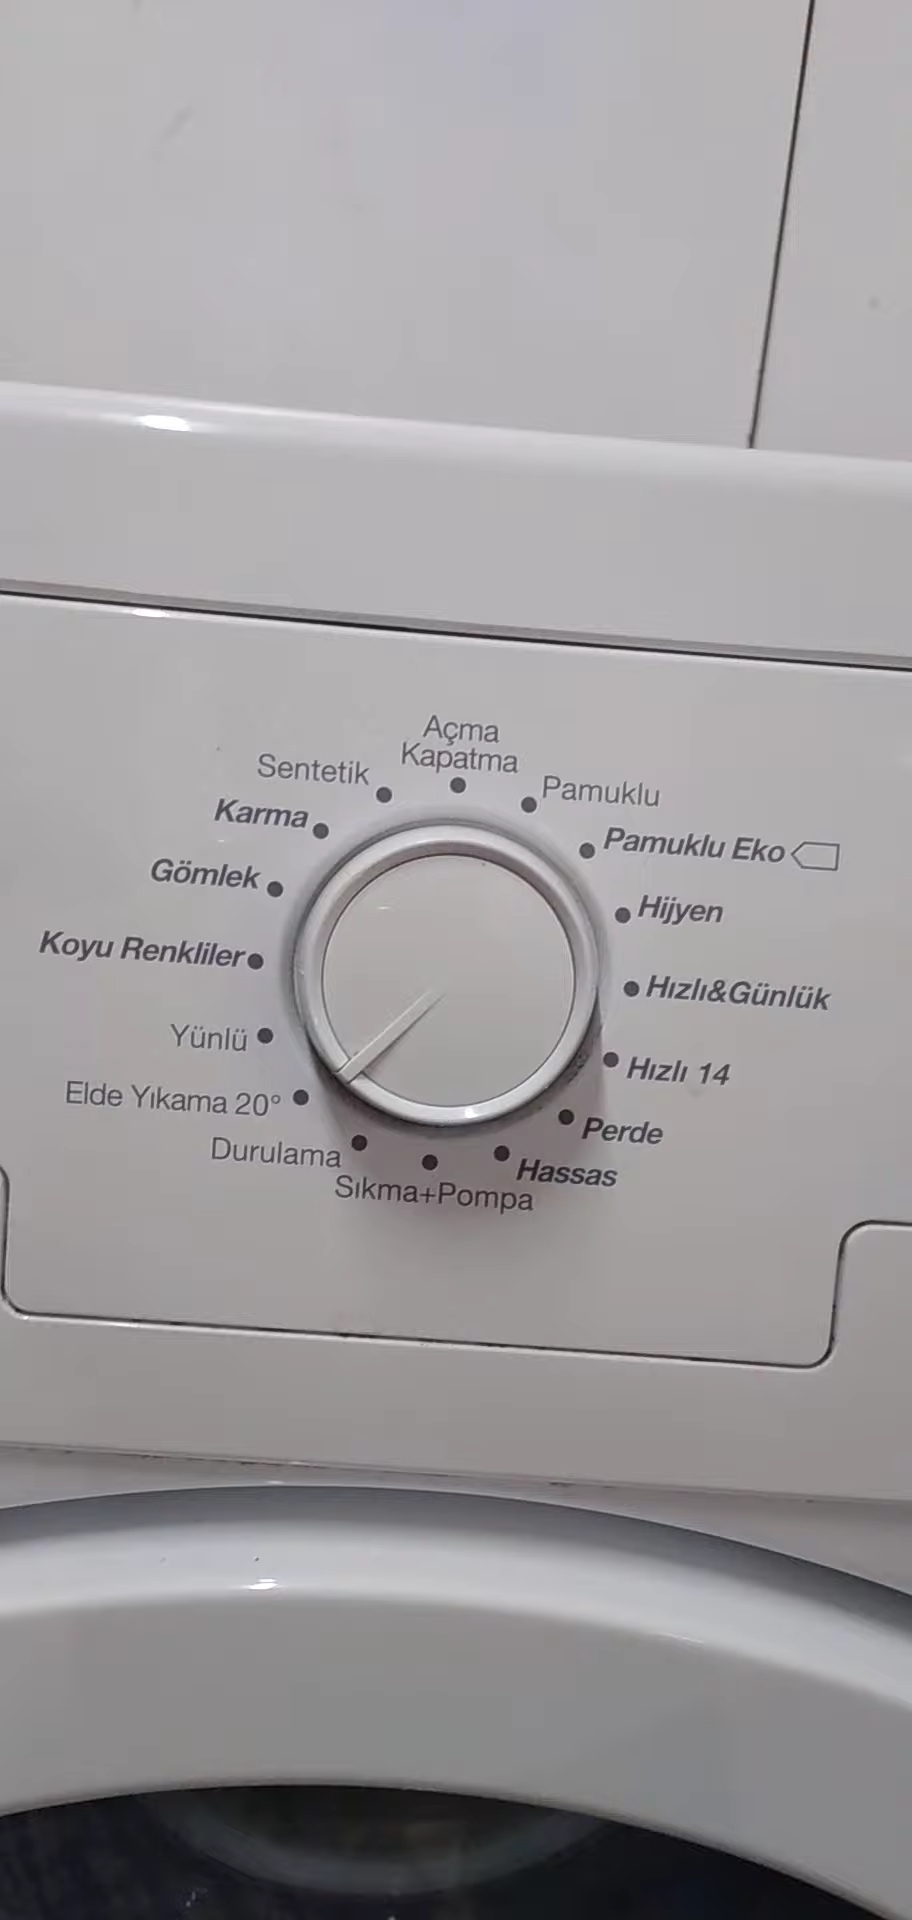 Açma
Kapatma
Sentetik
Pamuklu
Karma
Pamuklu Eko
Gömlek
Hijyen
Koyu Renkliler
Hızlı&Günlük
Yünlü
Hızlı 14
Elde Yıkama 20°
Perde
Durulama
Hassas
Sıkma+Pompa